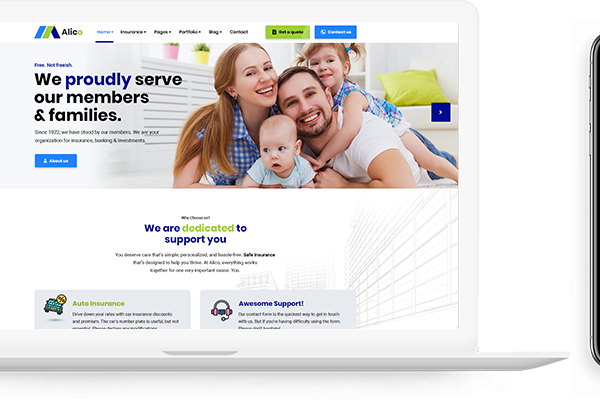 Alico
Home Insurance Pages Portfolio Blog Contact
Get a quote
Contact us
Free. Not freeish.
We proudly serve
our members
& families.
Since 1922, we have stood by our members. We are your
organization for insurance, banking & investments.
About us
Why Choose us?
We are dedicated to
support you
You deserve care that's simple, personalized, and hassle-free. Safe Insurance
that's designed to help you thrive. At Alico, everything works
together for one very important cause. You.
Auto Insurance
Drive down your rates with car insurance discounts
and premium. The car's number plate is useful, but not
essential. Please declare any modifications
Awesome Support!
Our contact form is the quickest way to get in touch
with us. But if you're having difficulty using the form.
Please don't hesitate!